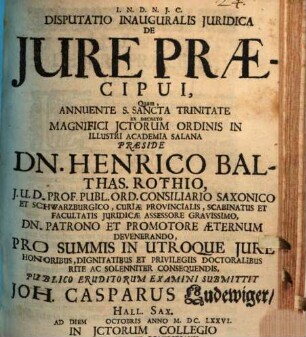 I. N. D. N. J. C.
DISPUTATIO INAUGURALIS JURIDICA
DE
JURE PRÆ-
CIPUI,
Quam
ANNUENTE S. SANCTA TRINITATE
EX DECRETO
MAGNIFICI JCTORUM ORDINIS IN
ILLUSTRI ACADEMIA SALANA
PRÆSIDE
DN. HENRICO BAL-
THAS. ROTHIO,
J. U. D. PROF. PUBL. ORD. CONSILIARIO SAXONICO
ET SCHWARZBURGICO, CURIÆ PROVINCIALIS, SCABINATUS ET
FACULTATIS JURIDICÆ ASSESSORE GRAVISSIMO,
DN. PATRONO ET PROMOTORE ÆTERNUM
DEVENERANDO,
PRO SUMMIS IN UTROQUE JURE
HONORIBUS, DIGNITATIBUS ET PRIVILEGIIS DOCTORALIBUS
RITE AC SOLENNITER CONSEQUENDIS,
PUBLICO ERUDITORUM EXAMINI SUBMITTIT
JOH. CASPARUS Ludewiger/
HALL. SAX.
AD DIEM OCTOBRIS ANNO M. DC. LXXVI.
IN JCTORUM COLLEGIO